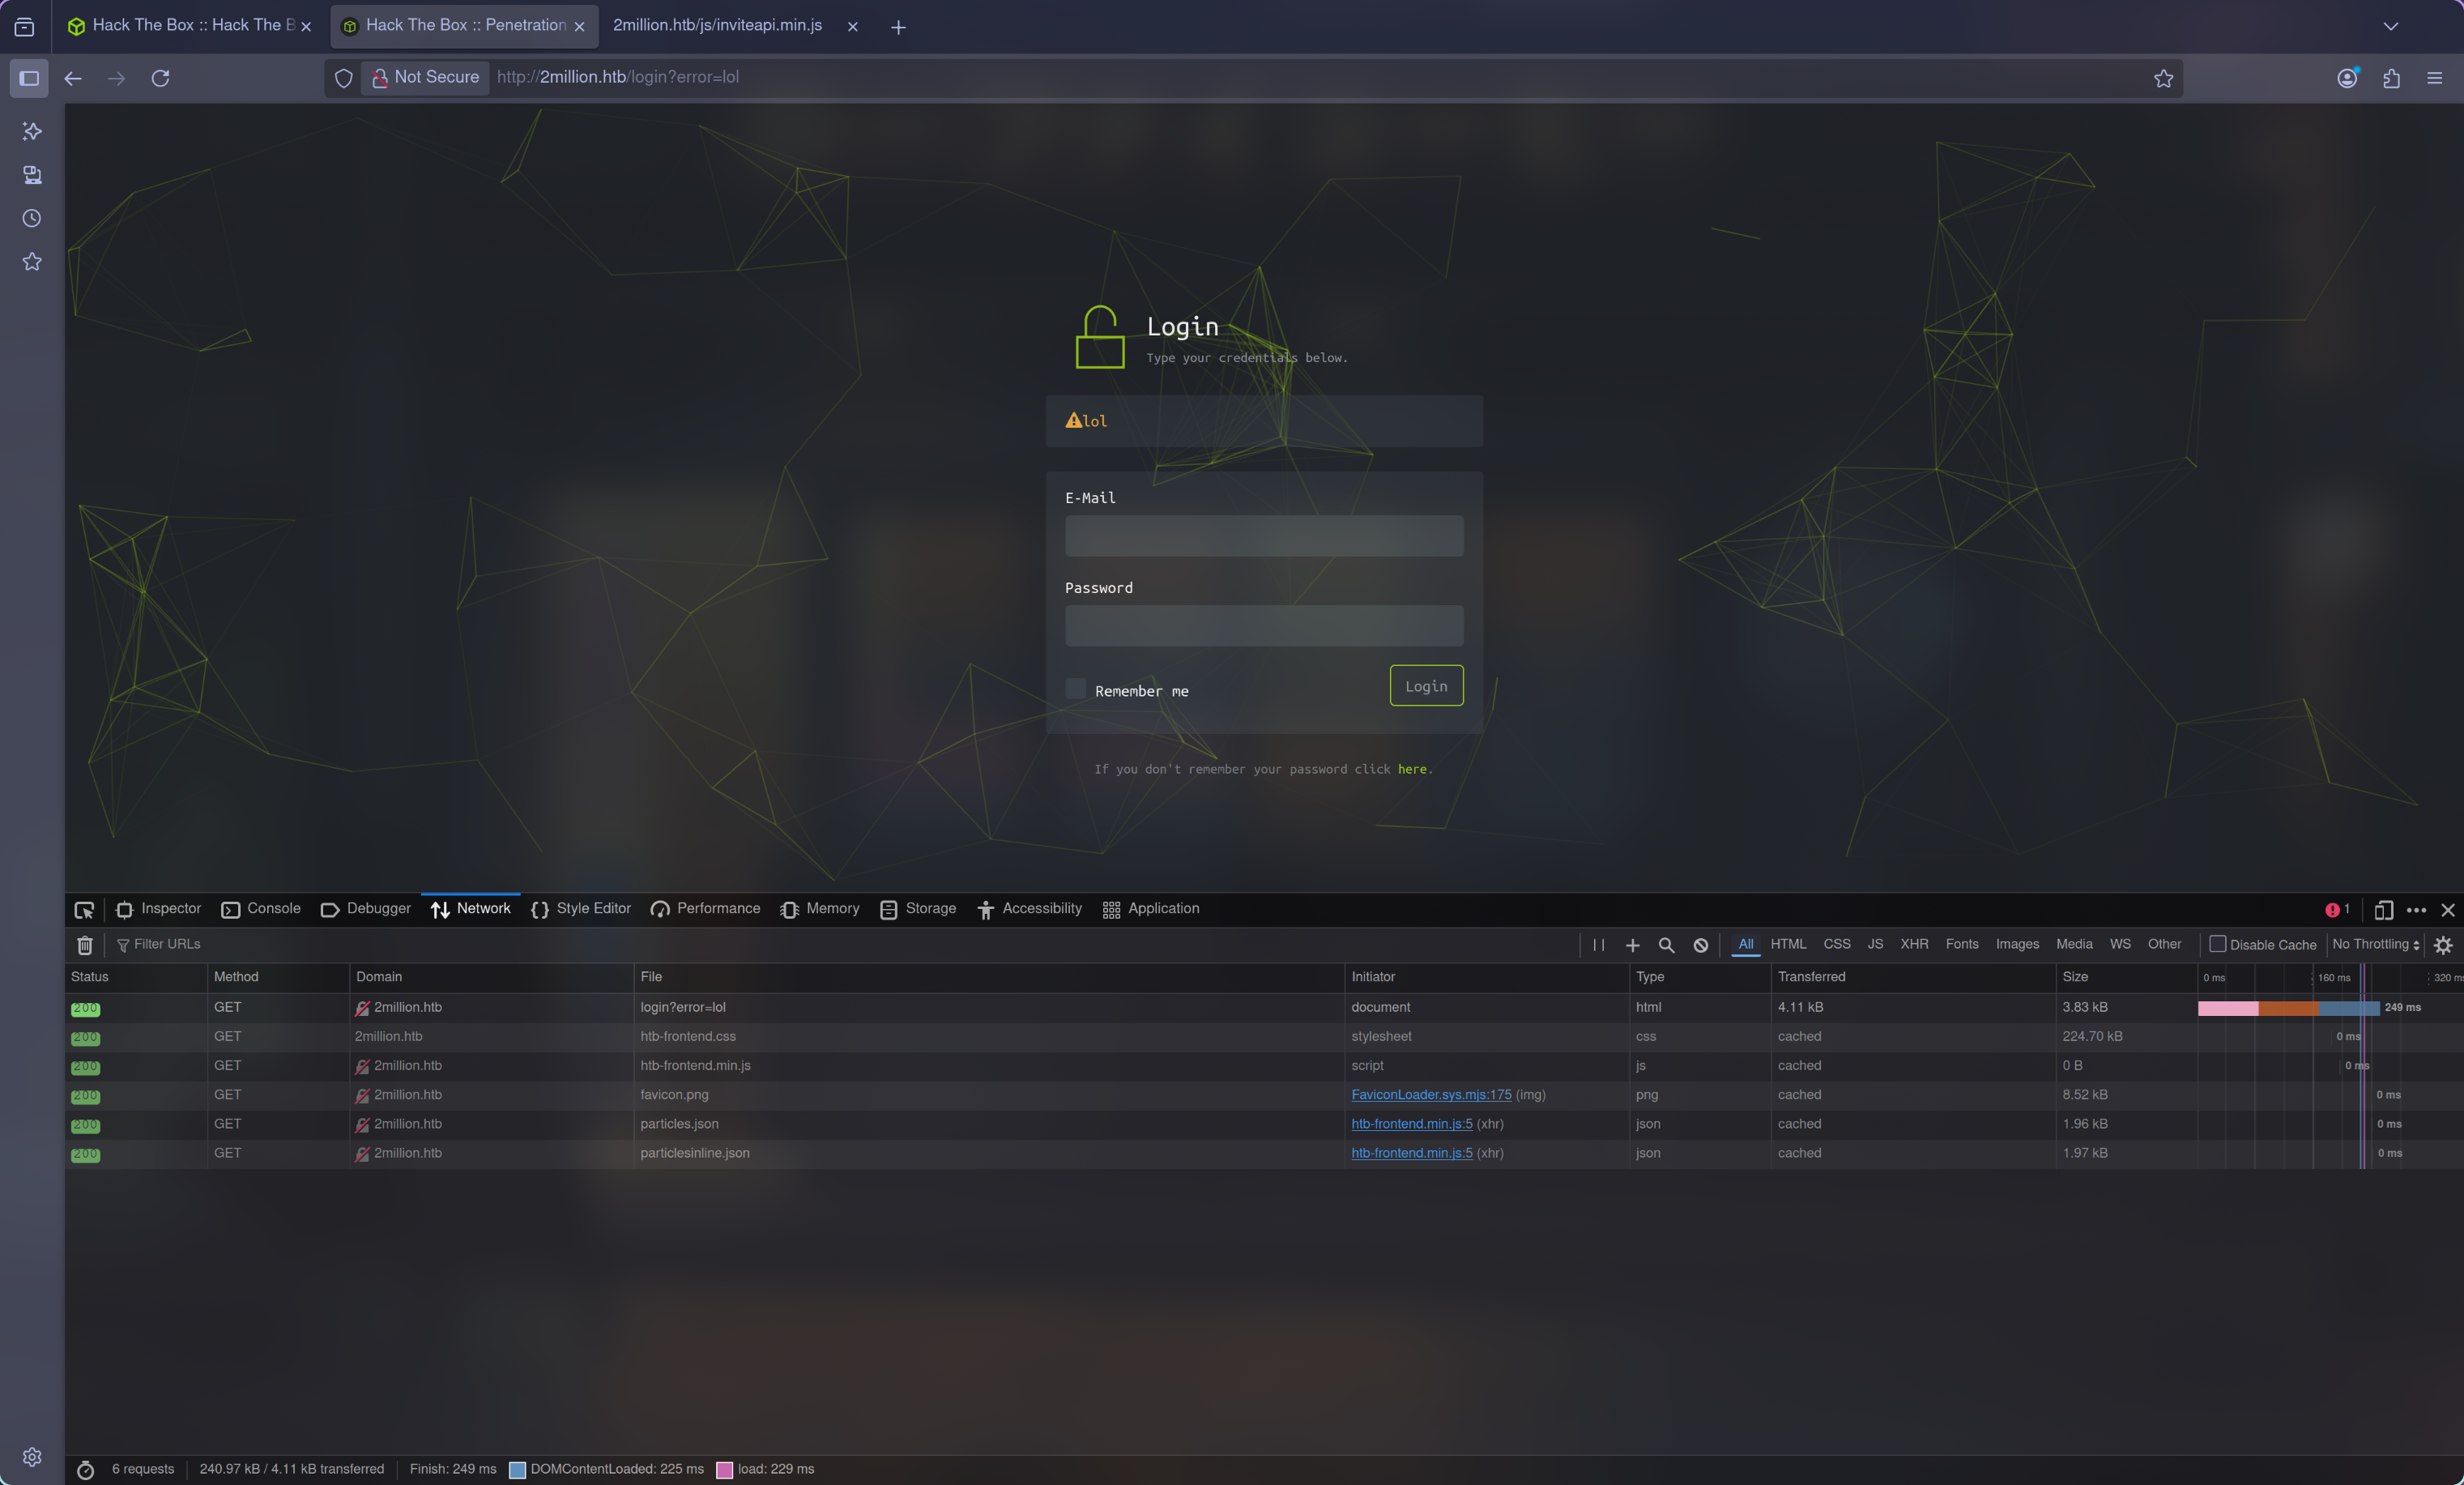 Hack The Box :: Hack The B
Hack The Box :: Penetration
2million.htb/js/inviteapi.min.js
Not Secure
http://2million.htb/login?error=lol
Login
Type your credentials below.
lol
E-Mail
Password
Remember me
Login
If you don't remember your password click here.
Inspector Console Debugger Network Style Editor Performance Memory Storage Accessibility Application 1
Filter URLs All HTML CSS JS XHR Fonts Images Media WS Other Disable Cache No Throttling
Status Method Domain File Initiator Type Transferred Size 0 ms 160 ms 320 ms
200 GET 2million.htb login?error=lol document html 4.11 kB 3.83 kB 249 ms
200 GET 2million.htb htb-frontend.css stylesheet css cached 224.70 kB 0 ms
200 GET 2million.htb htb-frontend.min.js script js cached 0 B 0 ms
200 GET 2million.htb favicon.png FaviconLoader.sys.mjs:175 (img) png cached 8.52 kB 0 ms
200 GET 2million.htb particles.json htb-frontend.min.js:5 (xhr) json cached 1.96 kB 0 ms
200 GET 2million.htb particlesinline.json htb-frontend.min.js:5 (xhr) json cached 1.97 kB 0 ms
6 requests 240.97 kB / 4.11 kB transferred Finish: 249 ms DOMContentLoaded: 225 ms load: 229 ms